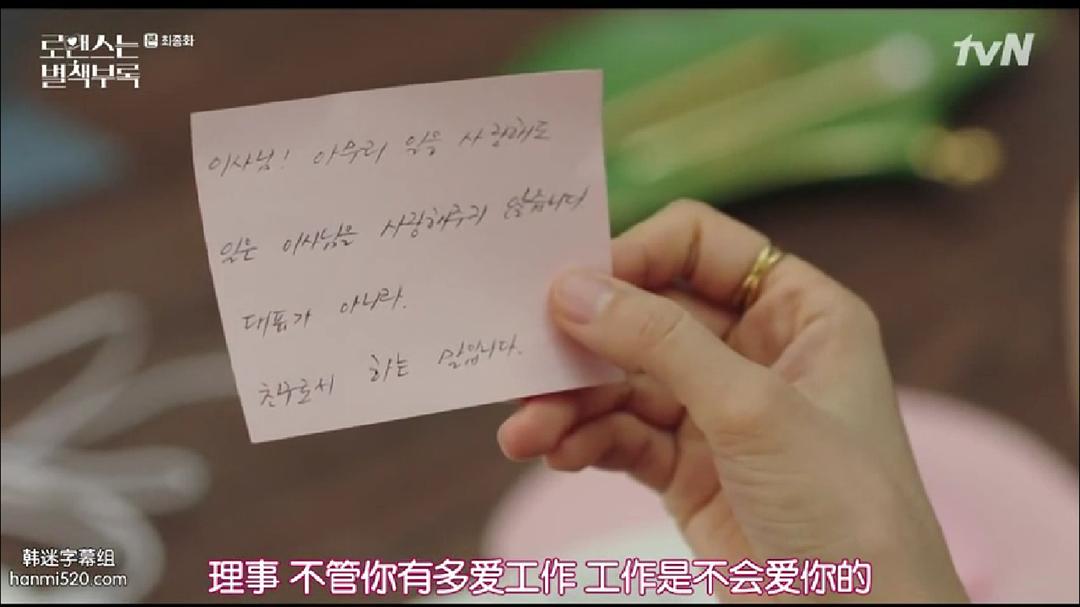 로맨스는
별책부록
본 최종화
tvN
이사님! 아무리 일을 사랑해도
일은 이사님을 사랑해주지 않습니다
대표가 아니라.
친구로서 하는 말입니다.
韩迷字幕组
hanmi520.com
理事 不管你有多爱工作 工作是不会爱你的